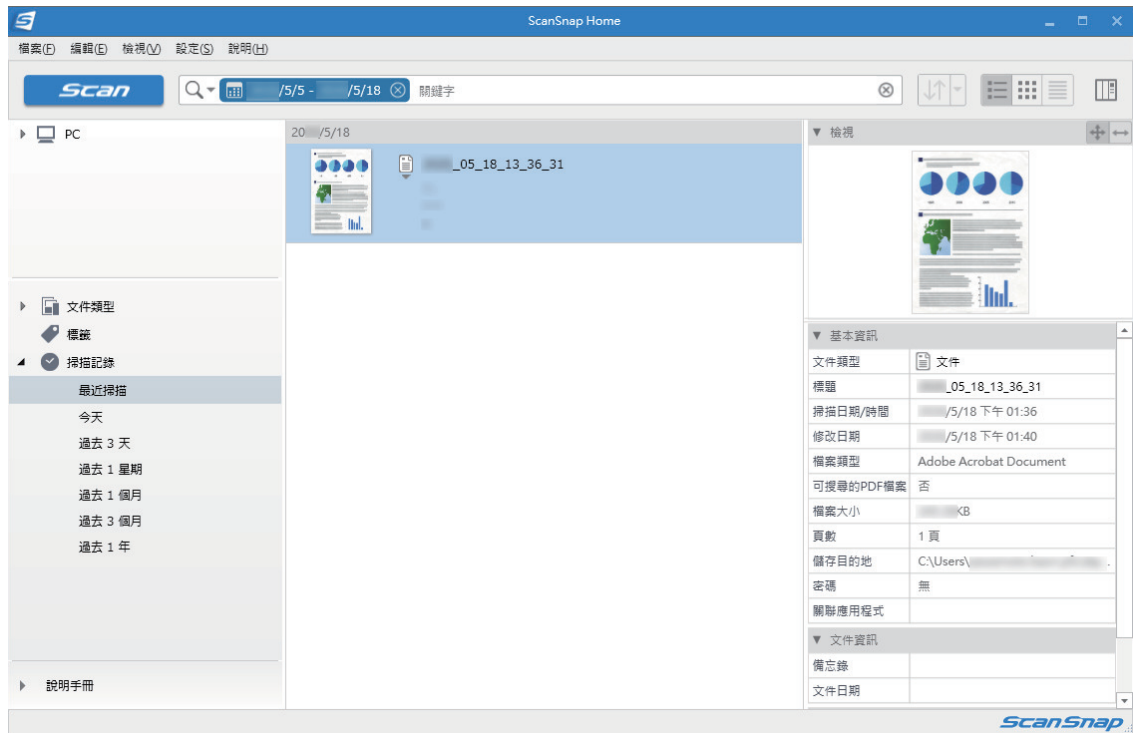 ScanSnap Home
檔案(F) 編輯(E) 檢視(V) 設定(S) 說明(H)
Scan
/5/5 - /5/18 關鍵字
PC
文件類型
標籤
掃描記錄
最近掃描
今天
過去 3 天
過去 1 星期
過去 1 個月
過去 3 個月
過去 1 年
說明手冊
20 /5/18
_05_18_13_36_31
檢視
基本資訊
文件類型 文件
標題 _05_18_13_36_31
掃描日期/時間 /5/18 下午 01:36
修改日期 /5/18 下午 01:40
檔案類型 Adobe Acrobat Document
可搜尋的PDF檔案 否
檔案大小 KB
頁數 1 頁
儲存目的地 C:\Users\
密碼 無
關聯應用程式
文件資訊
備忘錄
文件日期
ScanSnap